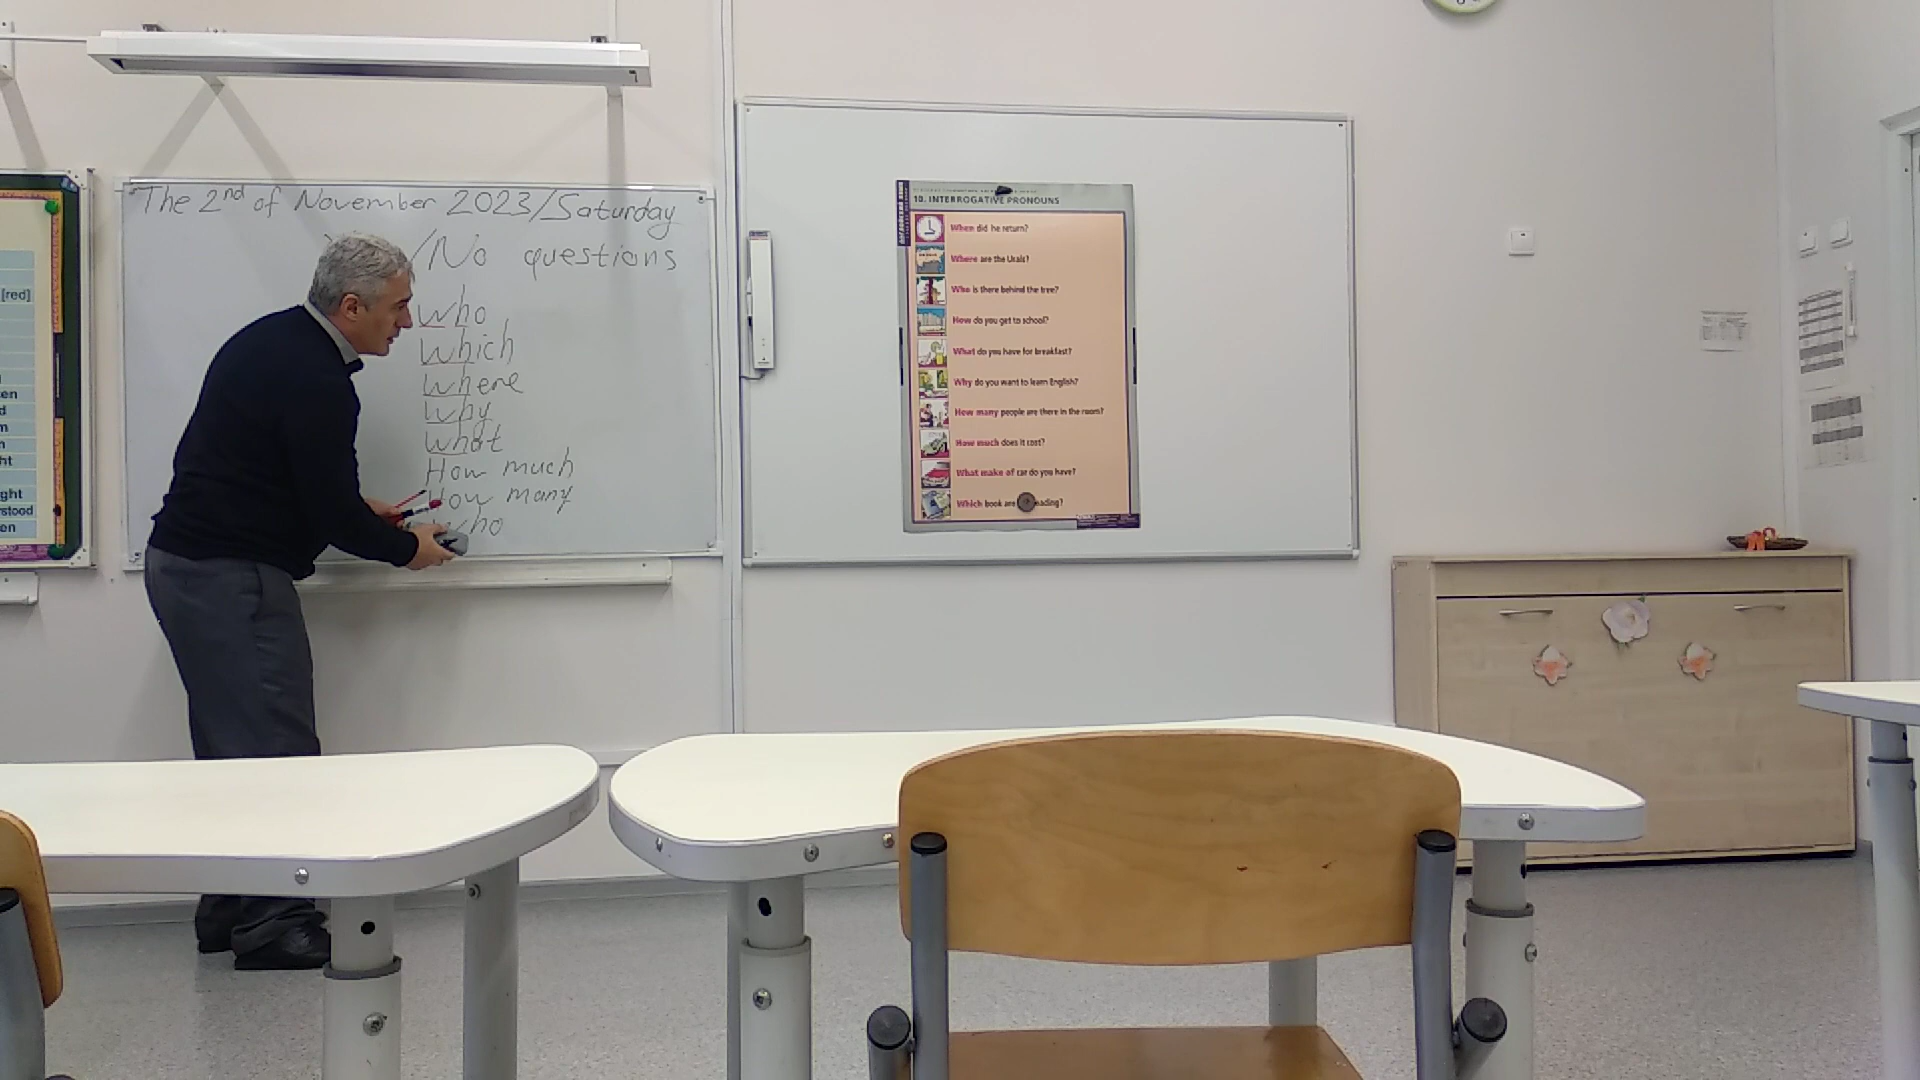 The 2nd of November 2023/Saturday
/No questions
who
Which
Where
Why
what
How much
How many
who
10. INTERROGATIVE PRONOUNS
When did he return?
Where are the Urals?
Who is there behind the tree?
How do you get to school?
What do you have for breakfast?
Why do you want to learn English?
How many people are there in the room?
How much does it cost?
What make of car do you have?
Which book are eading?
[red]
en
d
m
n
ht
ght
stood
en